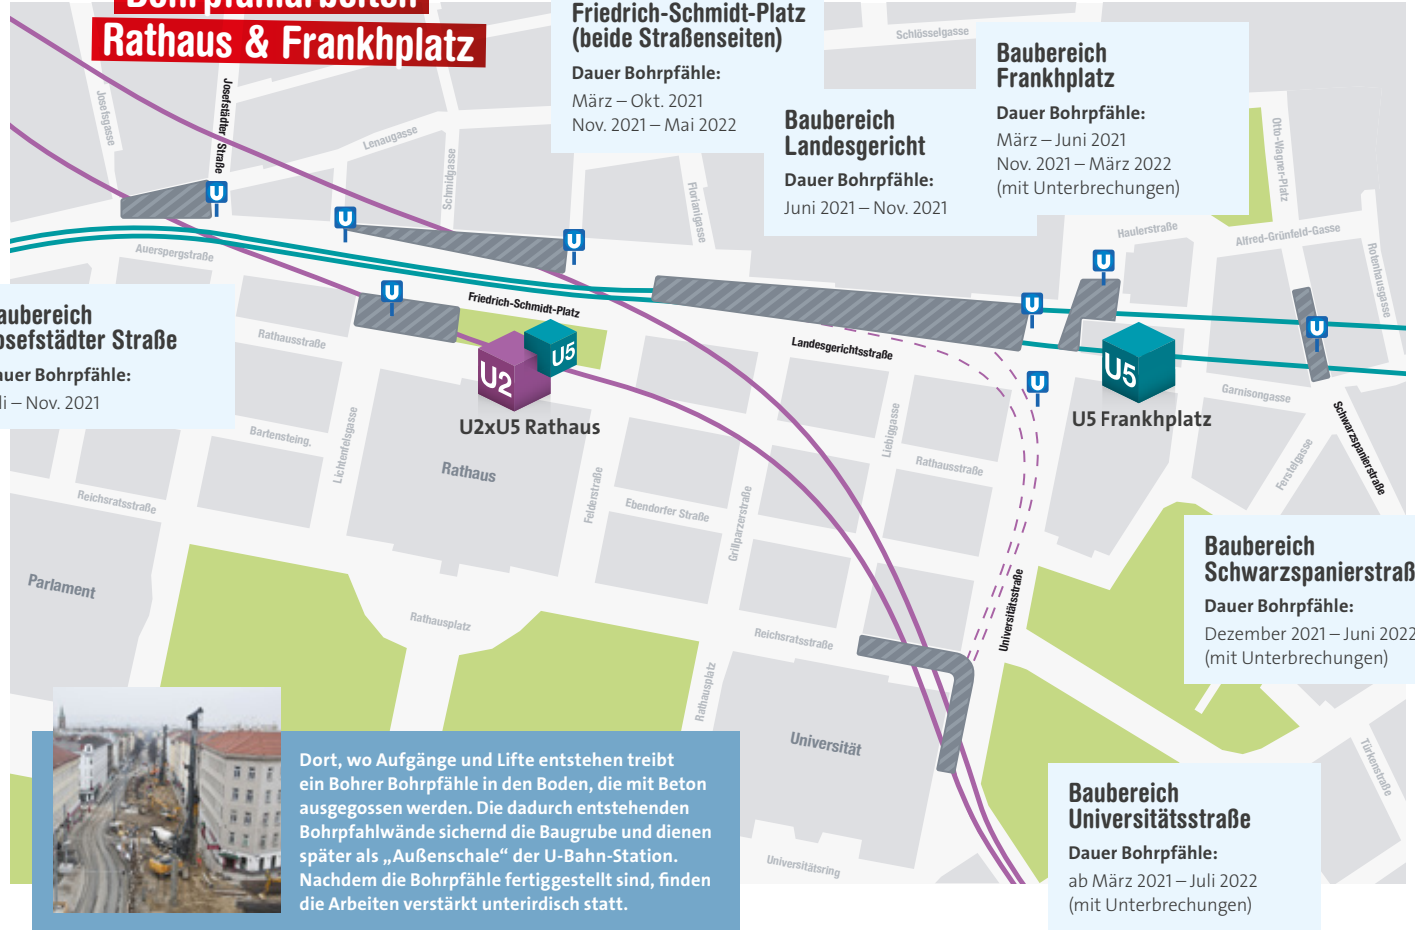 Rathaus & Frankhplatz
Friedrich-Schmidt-Platz
(beide Straßenseiten)
Dauer Bohrpfähle:
März – Okt. 2021
Nov. 2021 – Mai 2022
Baubereich
Landesgericht
Dauer Bohrpfähle:
Juni 2021 – Nov. 2021
Baubereich
Frankhplatz
Dauer Bohrpfähle:
März – Juni 2021
Nov. 2021 – März 2022
(mit Unterbrechungen)
Schlösselgasse
Josefsgasse
Josefstädter Straße
Lenaugasse
Schmidgasse
Florianigasse
Otto-Wagner-Platz
Haulerstraße
Alfred-Grünfeld-Gasse
Rotenhausgasse
U
U
U
U
U
U
U
U
Auerspergstraße
Friedrich-Schmidt-Platz
Landesgerichtsstraße
aubereich
osefstädter Straße
auer Bohrpfähle:
li – Nov. 2021
Rathausstraße
U2
U5
U2xU5 Rathaus
U5
U5 Frankhplatz
Garnisongasse
Schwarzspanierstraße
Ferstelgasse
Bartensteing.
Lichtenfelsgasse
Rathaus
Liebiggasse
Rathausstraße
Reichsratsstraße
Felderstraße
Ebendorfer Straße
Grillparzerstraße
Parlament
Rathausplatz
Reichsratsstraße
Universitätsstraße
Rathausplatz
Universität
Universitätsring
Türkenstraße
Baubereich
Schwarzspanierstraß
Dauer Bohrpfähle:
Dezember 2021 – Juni 2022
(mit Unterbrechungen)
Baubereich
Universitätsstraße
Dauer Bohrpfähle:
ab März 2021 – Juli 2022
(mit Unterbrechungen)
Dort, wo Aufgänge und Lifte entstehen treibt
ein Bohrer Bohrpfähle in den Boden, die mit Beton
ausgegossen werden. Die dadurch entstehenden
Bohrpfahlwände sichernd die Baugrube und dienen
später als „Außenschale“ der U-Bahn-Station.
Nachdem die Bohrpfähle fertiggestellt sind, finden
die Arbeiten verstärkt unterirdisch statt.